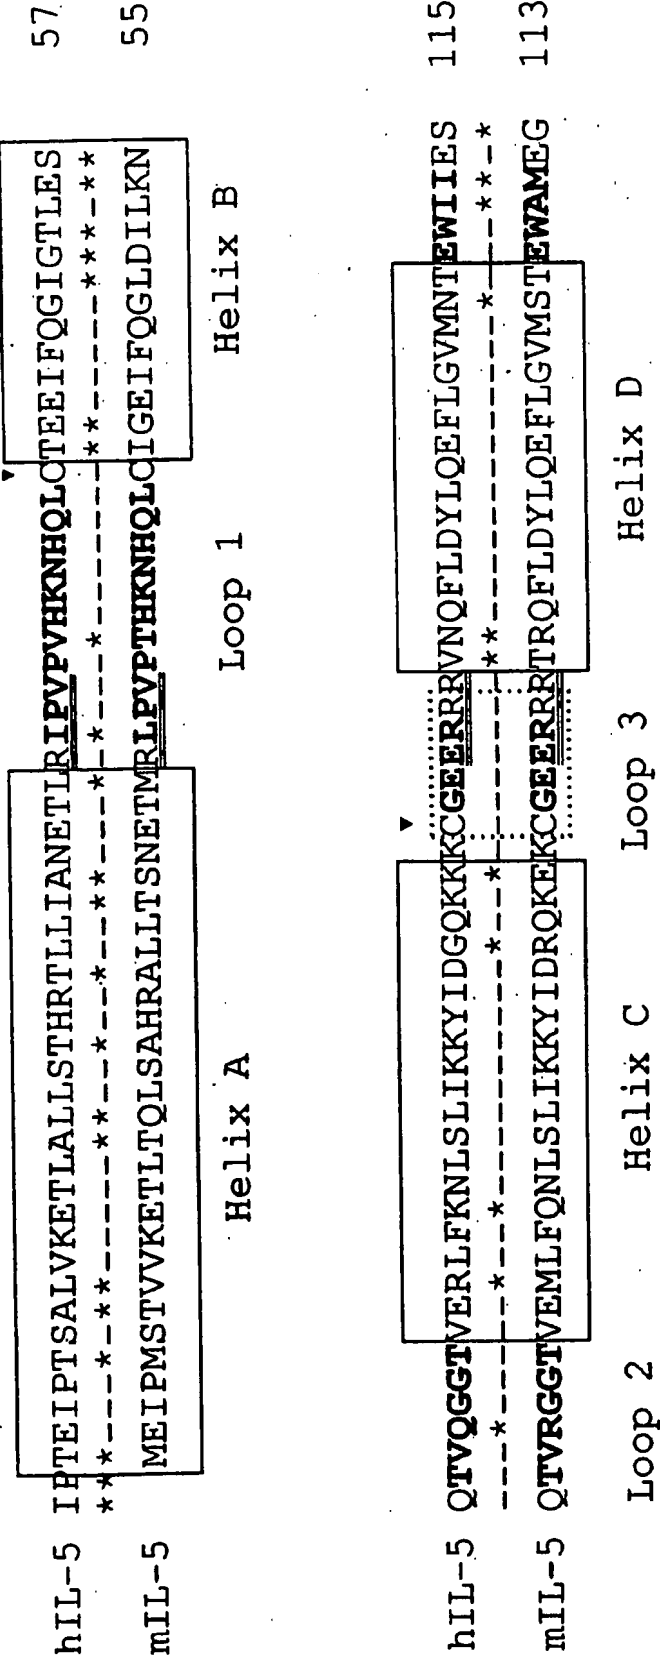 hIL-5 IPTEIPTSALVKETLALLSTHRTLLIANETLRIPVPVHKNHQLCTEEIFQGIGTLES 57
***---*-**-----**--*--*--**---*-*---*-------**-----***-**
mIL-5 MEIPMSTVVKETLTQLSAHRALLTSNETMRLPVPTHKNHQLCIGEIFQGLDILKN 55
Helix A Loop 1 Helix B
hIL-5 QTVQGGTVERLFKNLSLIKKYIDGQKKKCGEERRRVNQFLDYLQEFLGVMNTEWIIES 115
---*-----*--*----------*--*--------**-------------*---**-*
mIL-5 QTVRGGTVEMLFQNLSLIKKYIDRQKEKCGEERRRTRQFLDYLQEFLGVMSTEWAMEG 113
Loop 2 Helix C Loop 3 Helix D